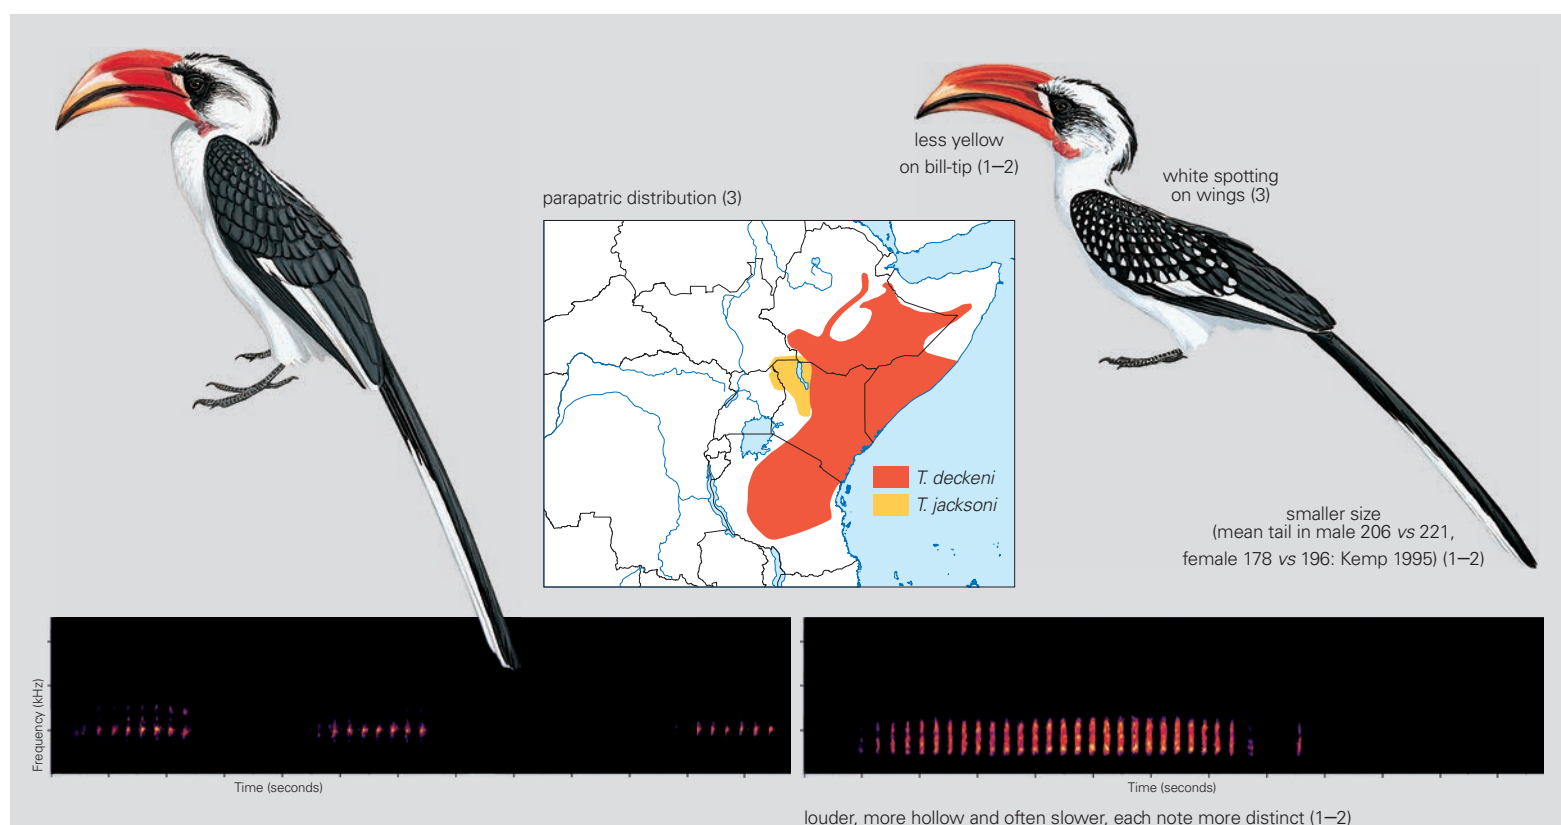 less yellow
on bill-tip (1–2)
white spotting
on wings (3)
parapatric distribution (3)
T. deckeni
T. jacksoni
smaller size
(mean tail in male 206 vs 221,
female 178 vs 196: Kemp 1995) (1–2)
Frequency (kHz)
Time (seconds)
Time (seconds)
louder, more hollow and often slower, each note more distinct (1–2)